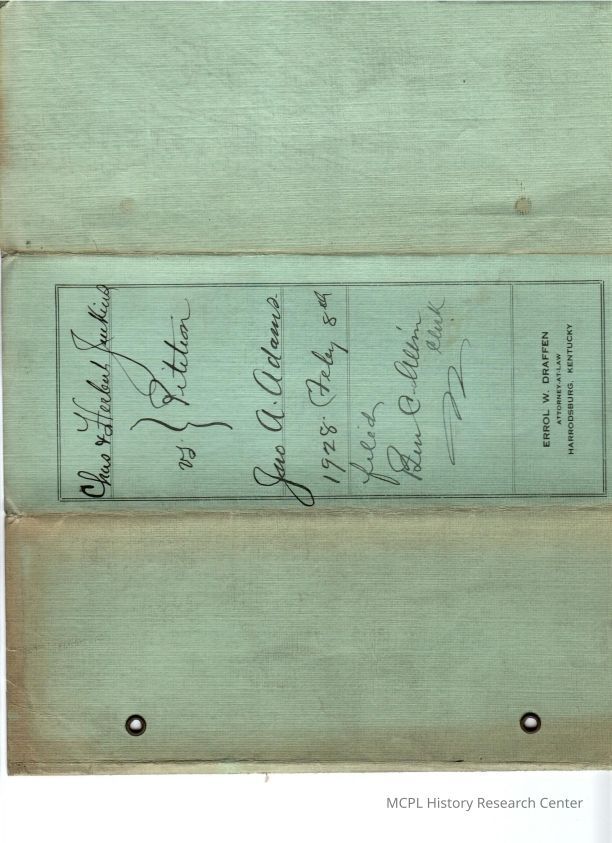 Chas & Herbert Jenkins
vs } Petition
Jno A. Adams
1928 Feby 8th
filed
Ben C. Allin
Clerk
ERROL W. DRAFFEN
ATTORNEY-AT-LAW
HARRODSBURG, KENTUCKY
MCPL History Research Center